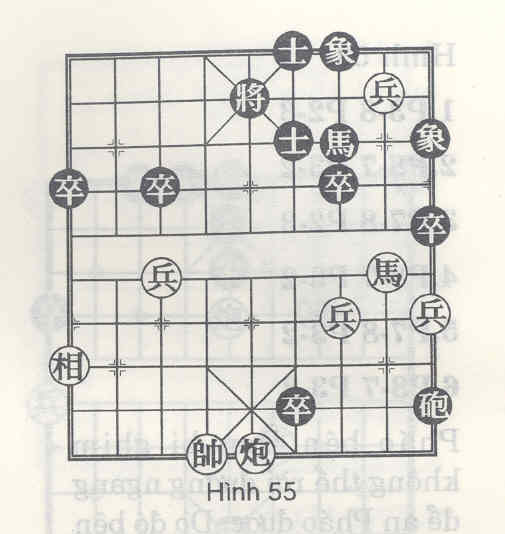 士 象
將 兵
士 馬 象
卒 卒 卒
卒
兵 馬
兵 兵
相
卒 砲
帥 炮
Hình 55